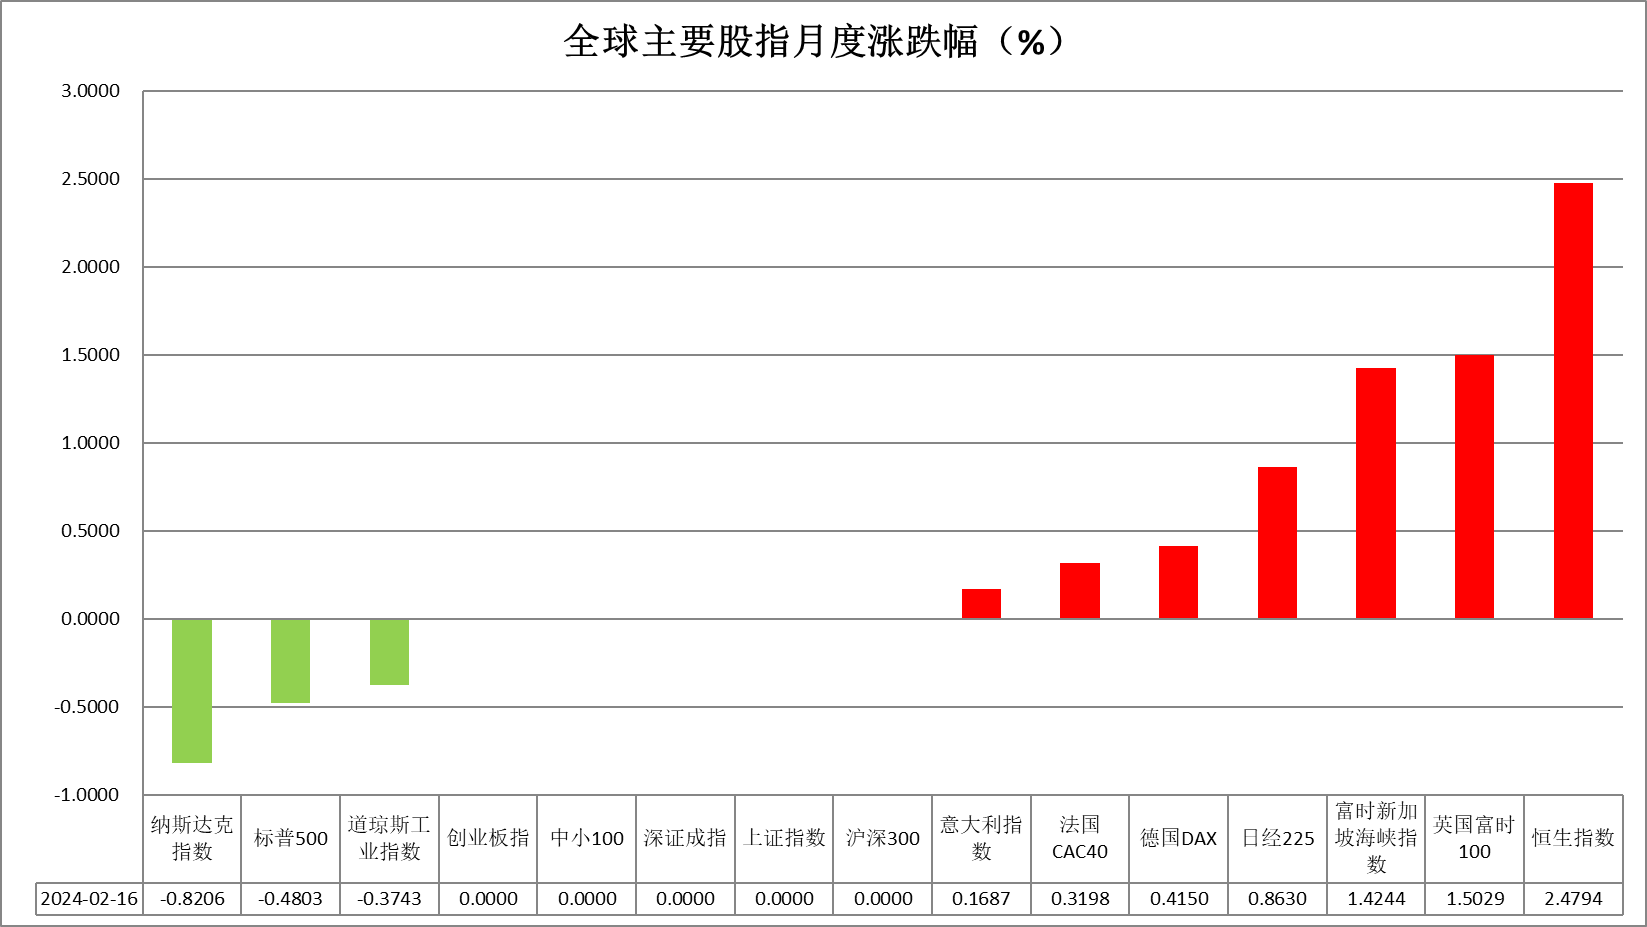 全球主要股指月度涨跌幅（%）
3.0000
2.5000
2.0000
1.5000
1.0000
0.5000
0.0000
-0.5000
-1.0000
纳斯达克
指数
标普500
道琼斯工
业指数
创业板指
中小100
深证成指
上证指数
沪深300
意大利指
数
法国
CAC40
德国DAX
日经225
富时新加
坡海峡指
数
英国富时
100
恒生指数
2024-02-16 -0.8206 -0.4803 -0.3743 0.0000 0.0000 0.0000 0.0000 0.0000 0.1687 0.3198 0.4150 0.8630 1.4244 1.5029 2.4794